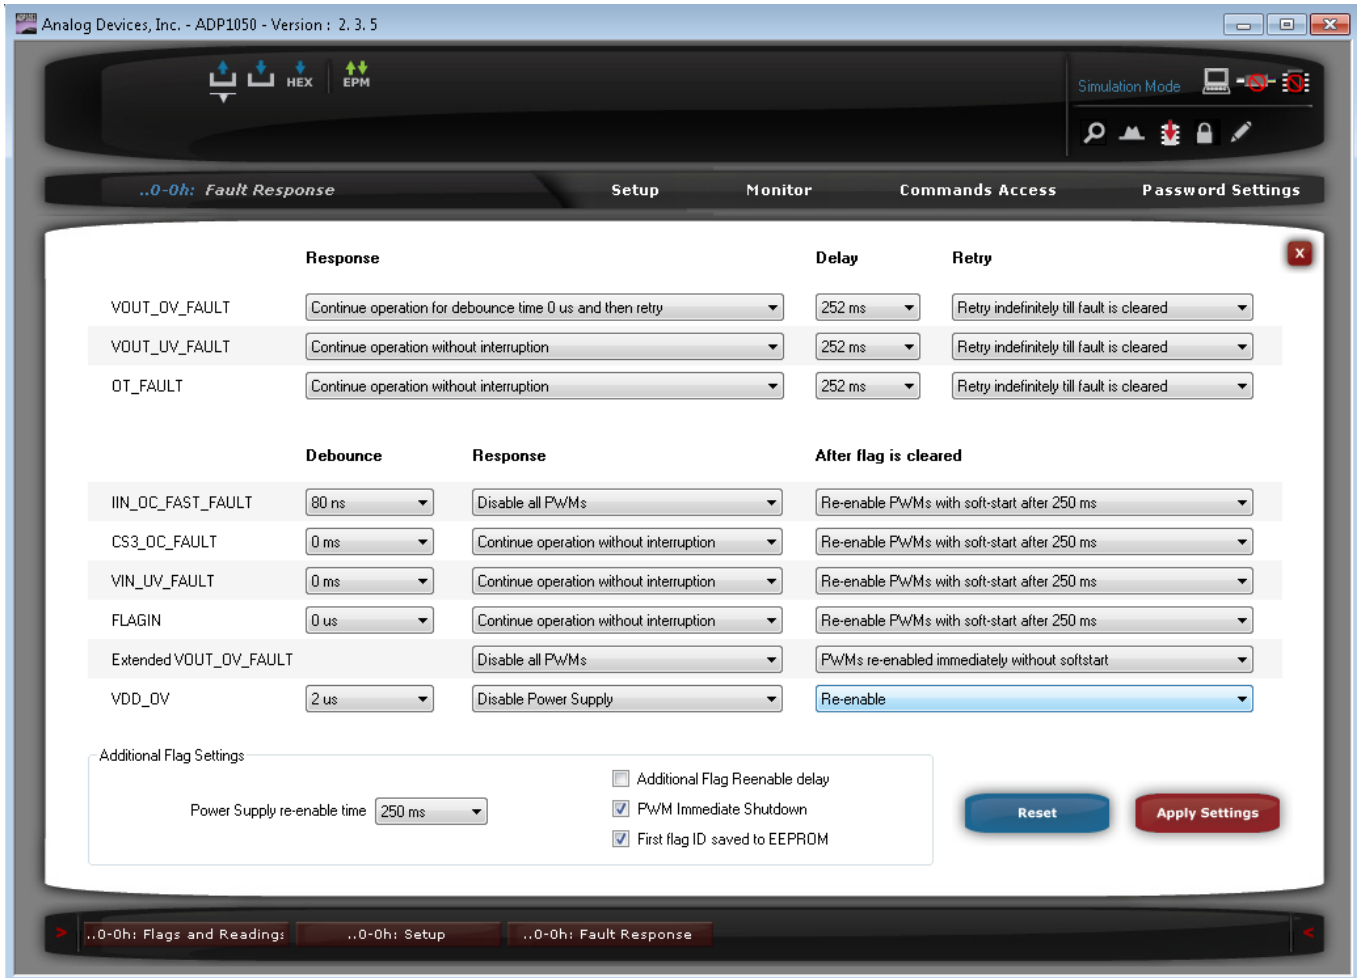 Analog Devices, Inc. - ADP1050 - Version : 2. 3. 5
HEX EPM
Simulation Mode
..0-0h: Fault Response Setup Monitor Commands Access Password Settings
Response Delay Retry
X
VOUT_OV_FAULT Continue operation for debounce time 0 us and then retry 252 ms Retry indefinitely till fault is cleared
VOUT_UV_FAULT Continue operation without interruption 252 ms Retry indefinitely till fault is cleared
OT_FAULT Continue operation without interruption 252 ms Retry indefinitely till fault is cleared
Debounce Response After flag is cleared
IIN_OC_FAST_FAULT 80 ns Disable all PWMs Re-enable PWMs with soft-start after 250 ms
CS3_OC_FAULT 0 ms Continue operation without interruption Re-enable PWMs with soft-start after 250 ms
VIN_UV_FAULT 0 ms Continue operation without interruption Re-enable PWMs with soft-start after 250 ms
FLAGIN 0 us Continue operation without interruption Re-enable PWMs with soft-start after 250 ms
Extended VOUT_OV_FAULT Disable all PWMs PWMs re-enabled immediately without softstart
VDD_OV 2 us Disable Power Supply Re-enable
Additional Flag Settings
Additional Flag Reenable delay
Power Supply re-enable time 250 ms
PWM Immediate Shutdown
First flag ID saved to EEPROM
Reset Apply Settings
> ..0-0h: Flags and Readings ..0-0h: Setup ..0-0h: Fault Response <